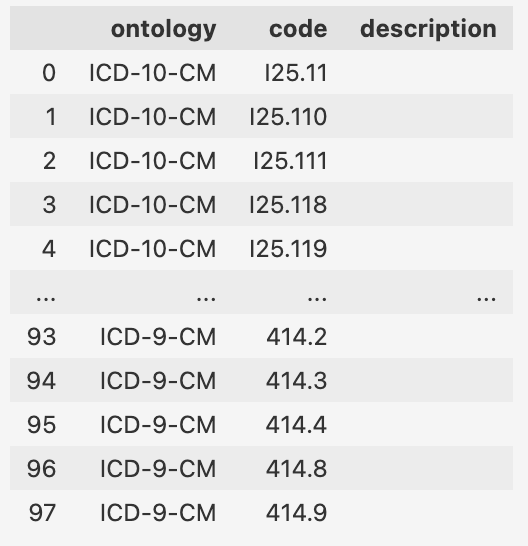 ontology code description
0 ICD-10-CM I25.11
1 ICD-10-CM I25.110
2 ICD-10-CM I25.111
3 ICD-10-CM I25.118
4 ICD-10-CM I25.119
... ... ... ...
93 ICD-9-CM 414.2
94 ICD-9-CM 414.3
95 ICD-9-CM 414.4
96 ICD-9-CM 414.8
97 ICD-9-CM 414.9